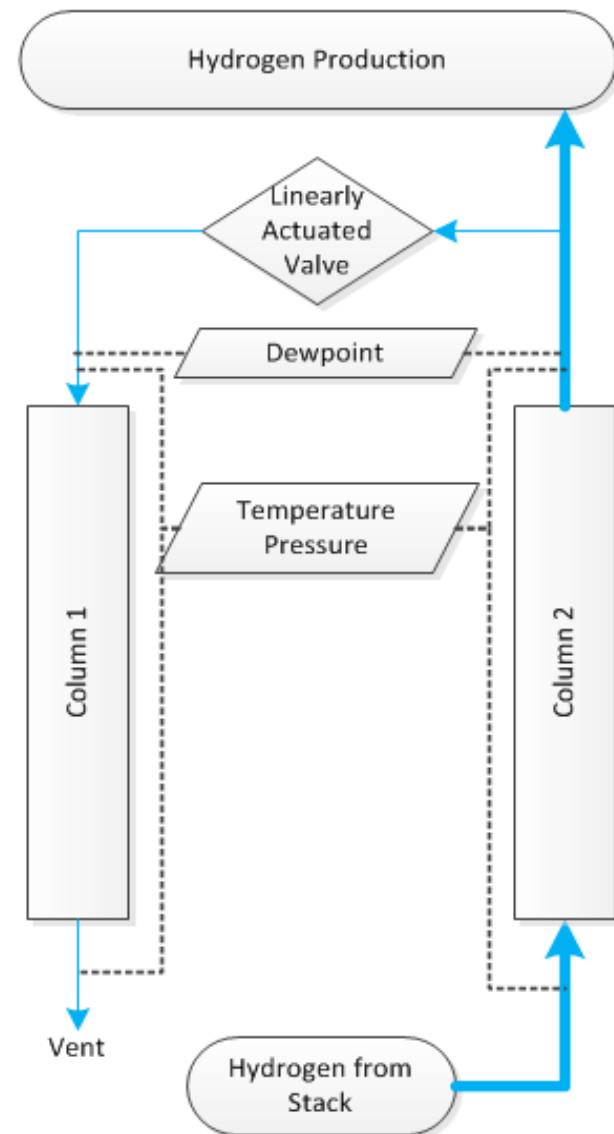 Hydrogen Production
Linearly
Actuated
Valve
Dewpoint
Temperature
Pressure
Column 1
Column 2
Vent
Hydrogen from
Stack